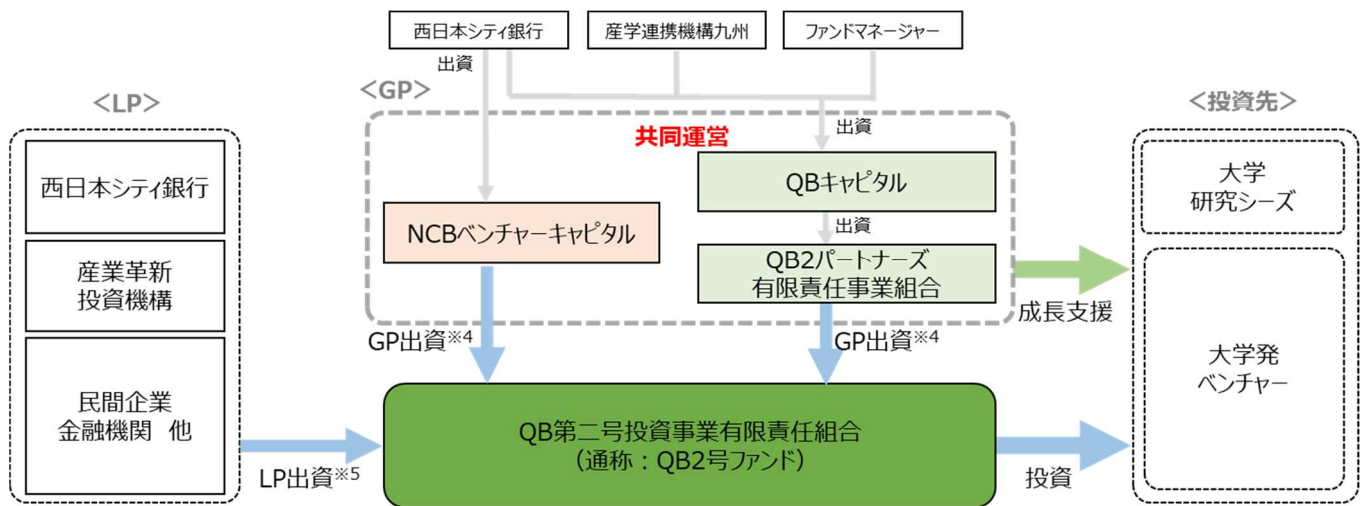 西日本シティ銀行
産学連携機構九州
ファンドマネージャー
出資
<LP>
<GP>
<投資先>
共同運営
出資
西日本シティ銀行
産業革新
投資機構
民間企業
金融機関 他
NCBベンチャーキャピタル
QBキャピタル
出資
QB2パートナーズ
有限責任事業組合
大学
研究シーズ
大学発
ベンチャー
成長支援
GP出資※4
GP出資※4
QB第二号投資事業有限責任組合
(通称:QB2号ファンド)
LP出資※5
投資